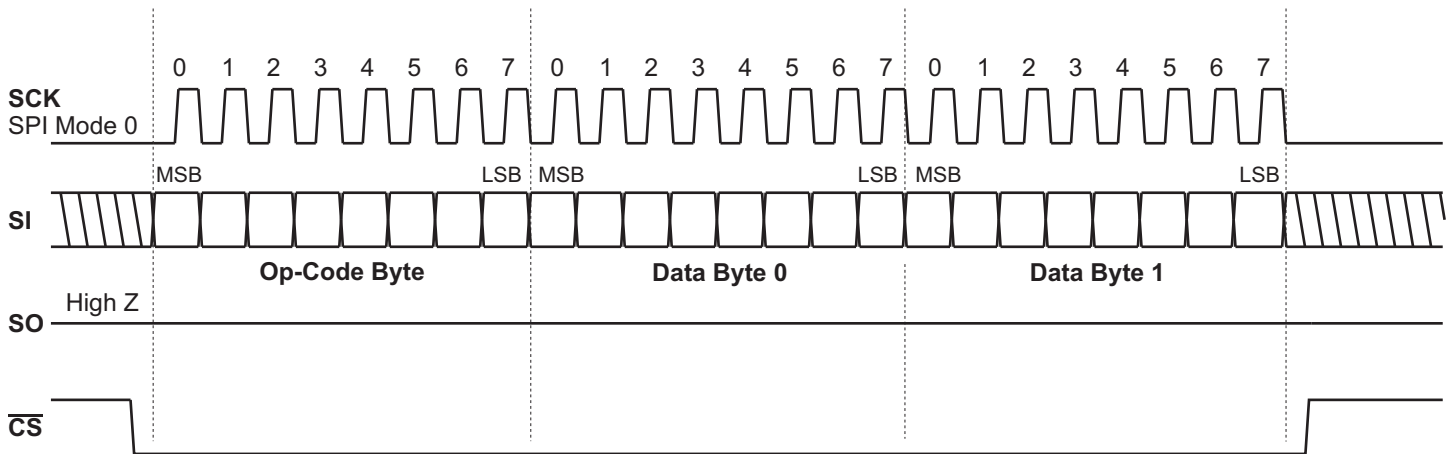 0 1 2 3 4 5 6 7 0 1 2 3 4 5 6 7 0 1 2 3 4 5 6 7
SCK
SPI Mode 0
MSB LSB MSB LSB MSB LSB
SI
Op-Code Byte Data Byte 0 Data Byte 1
High Z
SO
CS